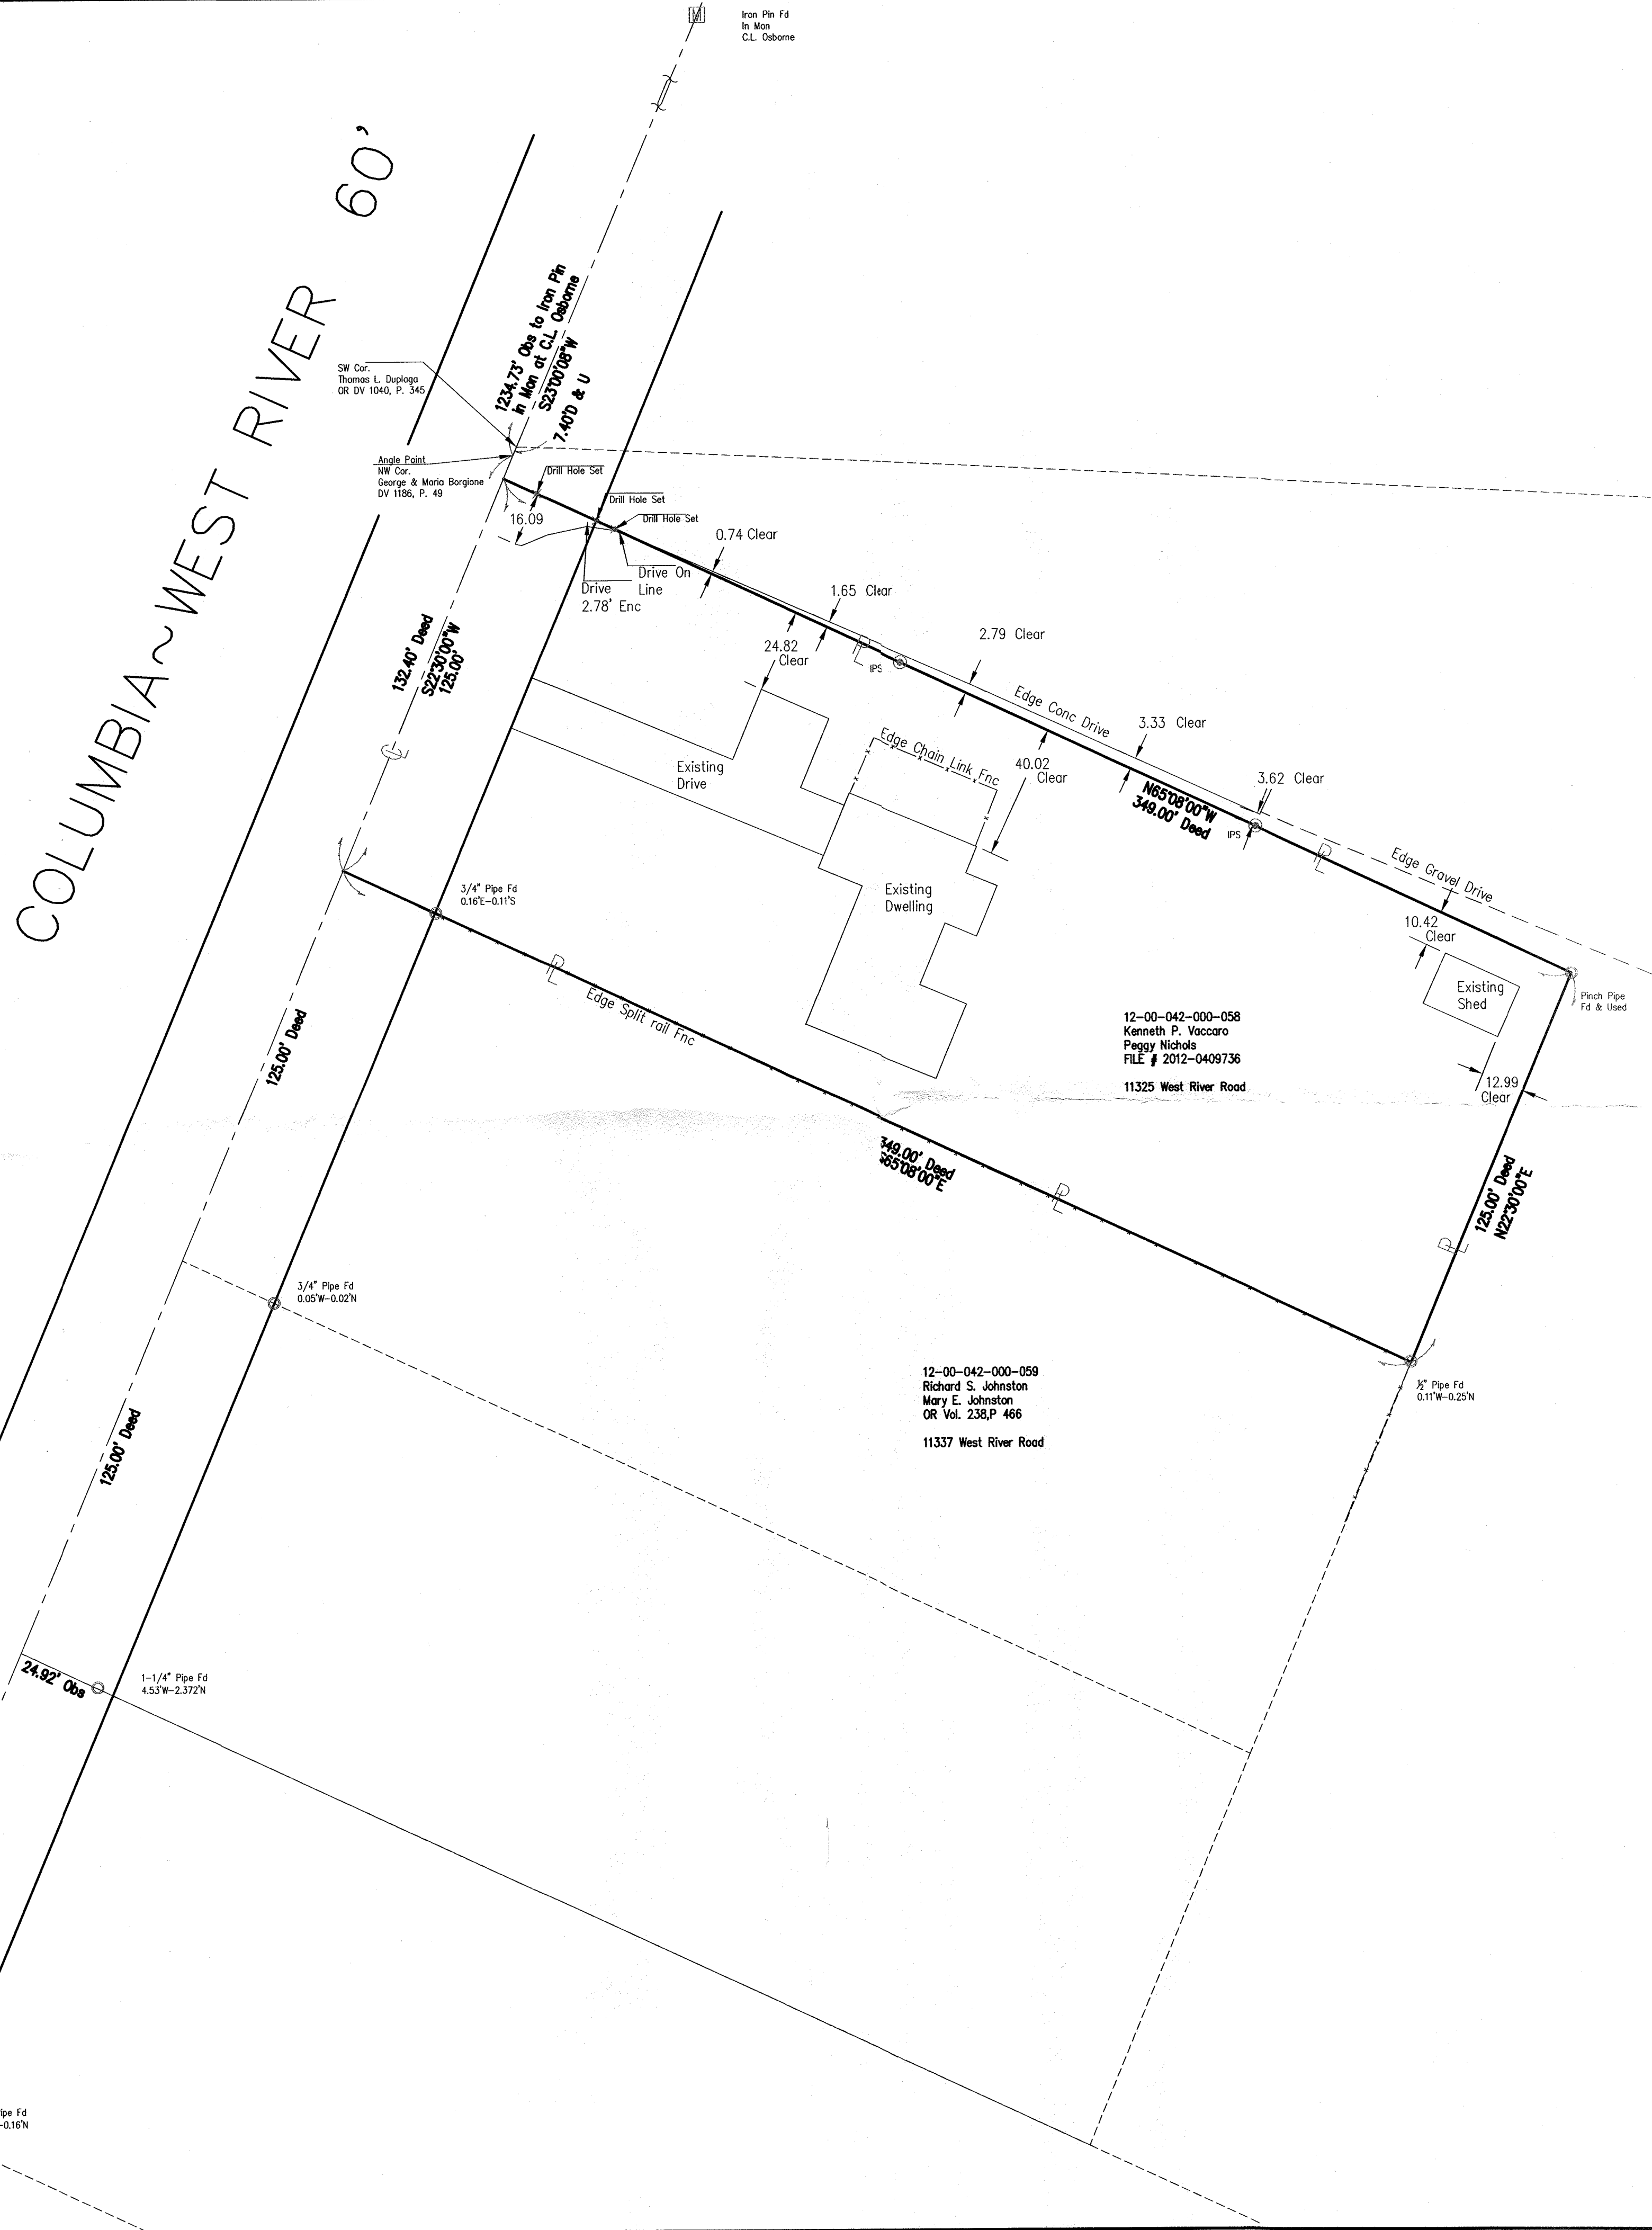 Iron Pin Fd
In Mon
C.L. Osborne
COLUMBIA~WEST RIVER 60'
1234.73' Obs to Iron Pin
in Mon at C.L. Osborne
S23°00'08"W
7.40'D & U
SW Cor.
Thomas L. Duplaga
OR DV 1040, P. 345
Angle Point
NW Cor.
George & Maria Borgione
DV 1186, P. 49
Drill Hole Set
Drill Hole Set
Drill Hole Set
16.09
0.74 Clear
Drive On
Line
Drive
2.78' Enc
1.65 Clear
24.82
Clear
PL
IPS
2.79 Clear
Edge Conc Drive
3.33 Clear
3.62 Clear
132.40' Deed
S22°30'00"W
125.00'
CL
Existing
Drive
Edge Chain Link Fnc
40.02
Clear
N65°08'00"W
349.00' Deed
IPS
PL
Edge Gravel Drive
10.42
Clear
Existing
Dwelling
3/4" Pipe Fd
0.16'E-0.11'S
PL
Edge Split rail Fnc
Existing
Shed
Pinch Pipe
Fd & Used
12-00-042-000-058
Kenneth P. Vaccaro
Peggy Nichols
FILE # 2012-0409736
11325 West River Road
12.99
Clear
125.00' Deed
349.00' Deed
S65°08'00"E
PL
125.00' Deed
N22°30'00"E
PL
3/4" Pipe Fd
0.05'W-0.02'N
12-00-042-000-059
Richard S. Johnston
Mary E. Johnston
OR Vol. 238,P 466
11337 West River Road
½" Pipe Fd
0.11'W-0.25'N
125.00' Deed
24.92' Obs
1-1/4" Pipe Fd
4.53'W-2.372'N
ipe Fd
-0.16'N
M